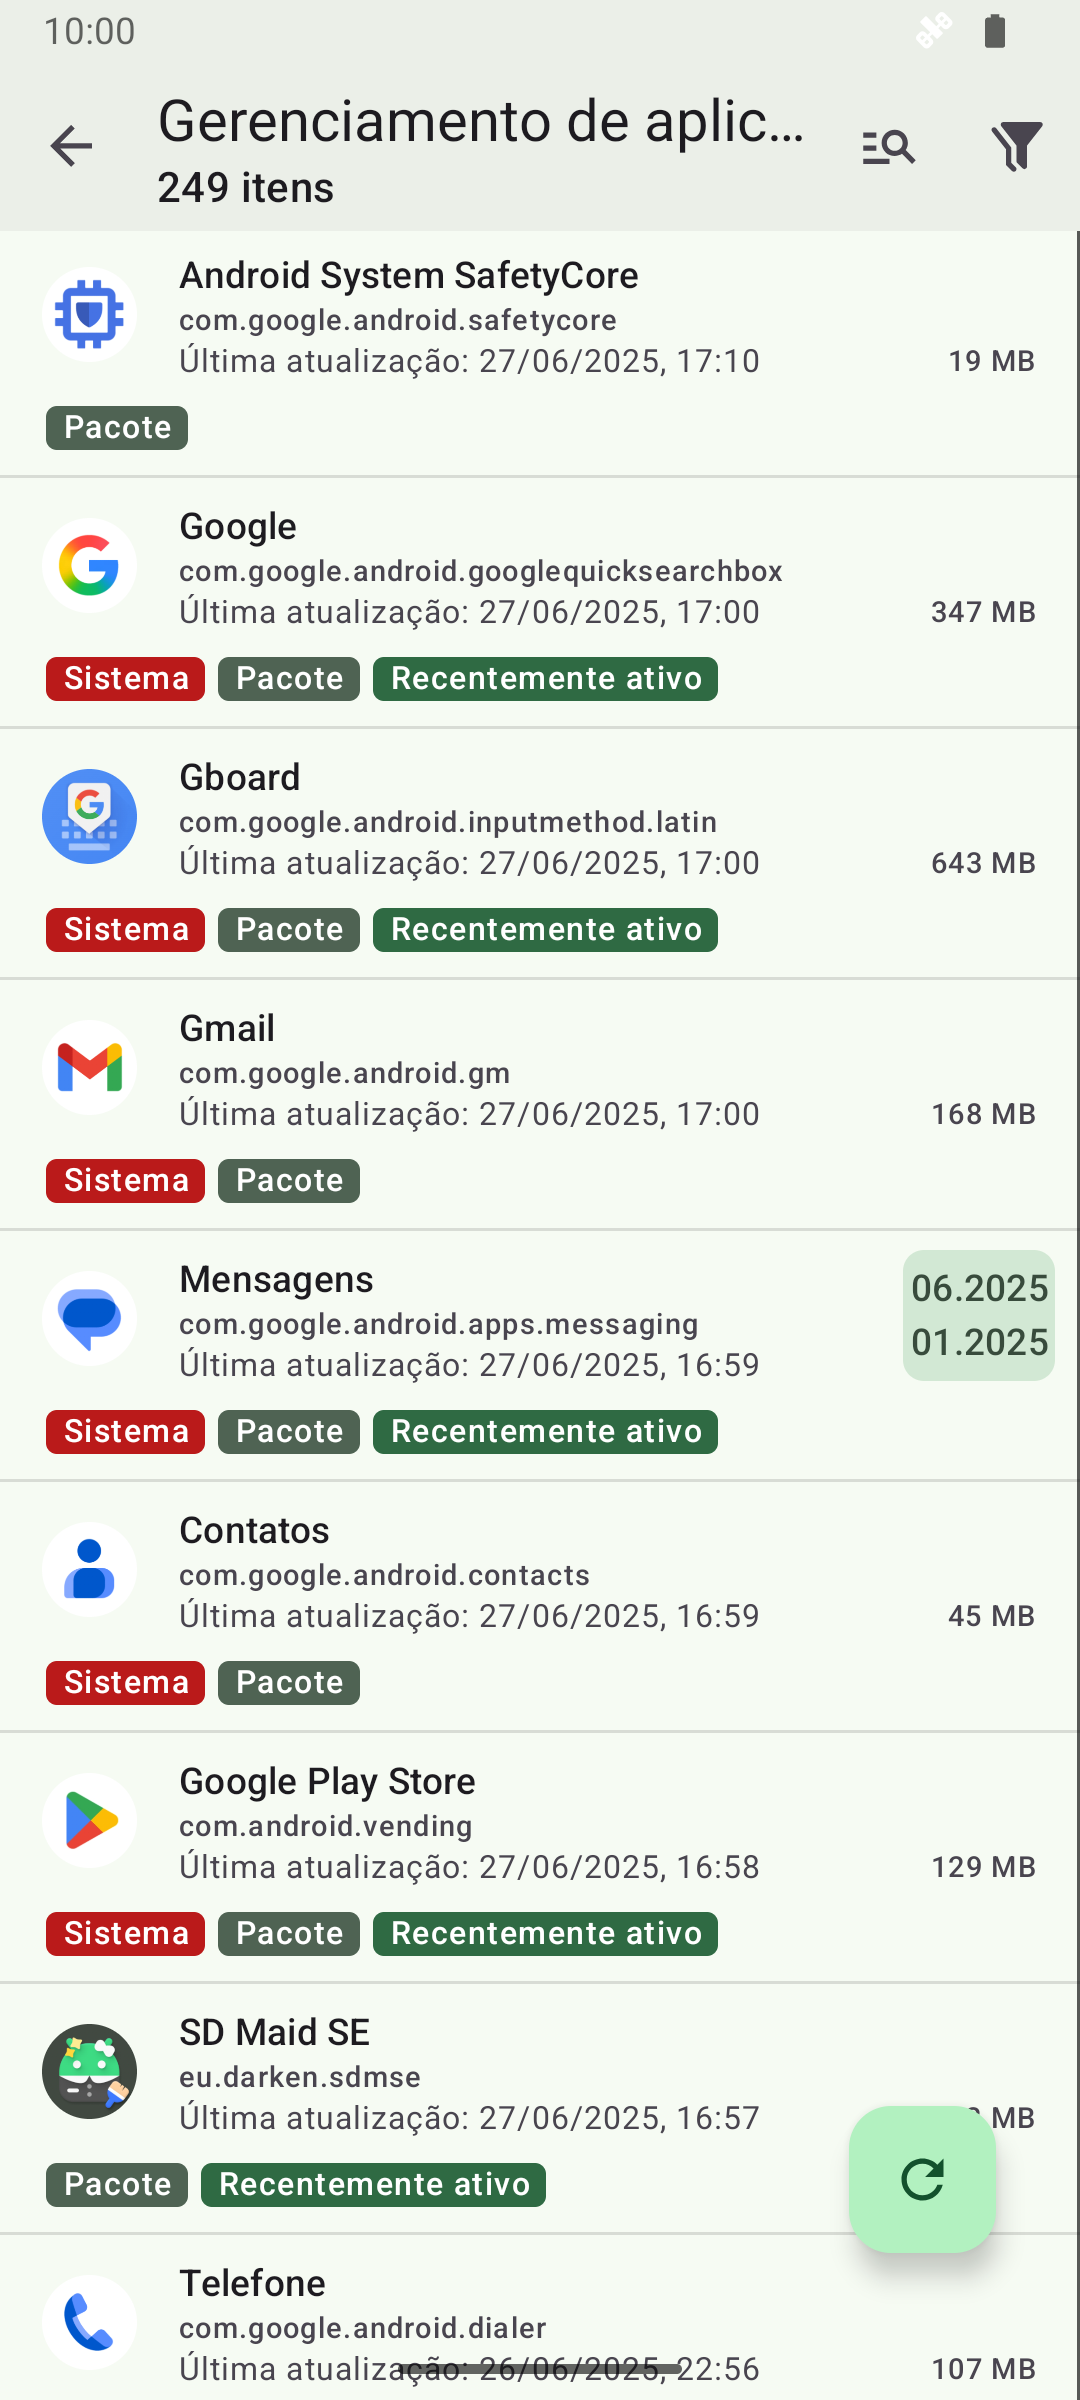 10:00
Gerenciamento de aplic...
249 itens
Android System SafetyCore
com.google.android.safetycore
Última atualização: 27/06/2025, 17:10
19 MB
Pacote
Google
com.google.android.googlequicksearchbox
Última atualização: 27/06/2025, 17:00
347 MB
Sistema Pacote Recentemente ativo
Gboard
com.google.android.inputmethod.latin
Última atualização: 27/06/2025, 17:00
643 MB
Sistema Pacote Recentemente ativo
Gmail
com.google.android.gm
Última atualização: 27/06/2025, 17:00
168 MB
Sistema Pacote
Mensagens
com.google.android.apps.messaging
Última atualização: 27/06/2025, 16:59
06.2025
01.2025
Sistema Pacote Recentemente ativo
Contatos
com.google.android.contacts
Última atualização: 27/06/2025, 16:59
45 MB
Sistema Pacote
Google Play Store
com.android.vending
Última atualização: 27/06/2025, 16:58
129 MB
Sistema Pacote Recentemente ativo
SD Maid SE
eu.darken.sdmse
Última atualização: 27/06/2025, 16:57
MB
Pacote Recentemente ativo
Telefone
com.google.android.dialer
Última atualização: 26/06/2025, 22:56
107 MB